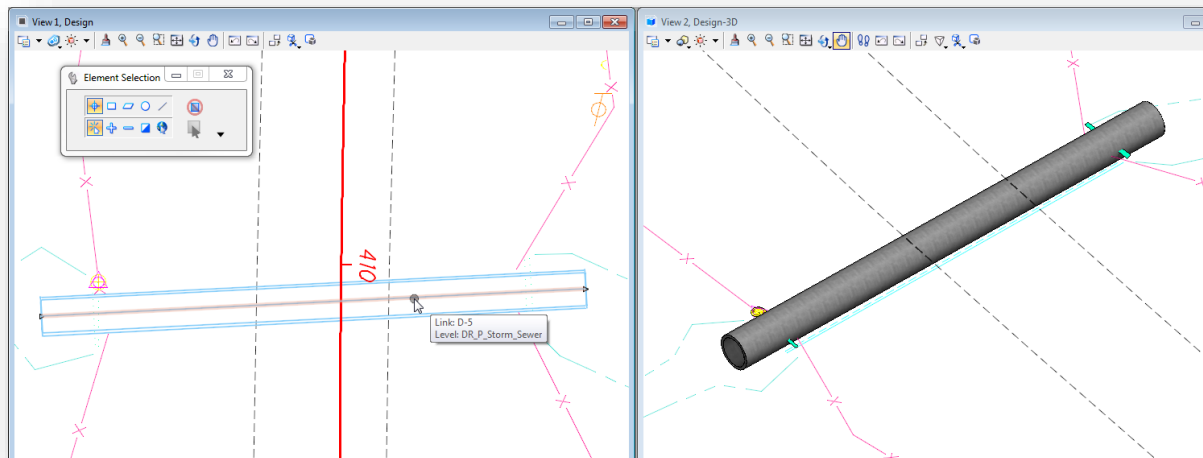 View 1, Design
View 2, Design-3D
Element Selection
410
Link: D-5
Level: DR_P_Storm_Sewer